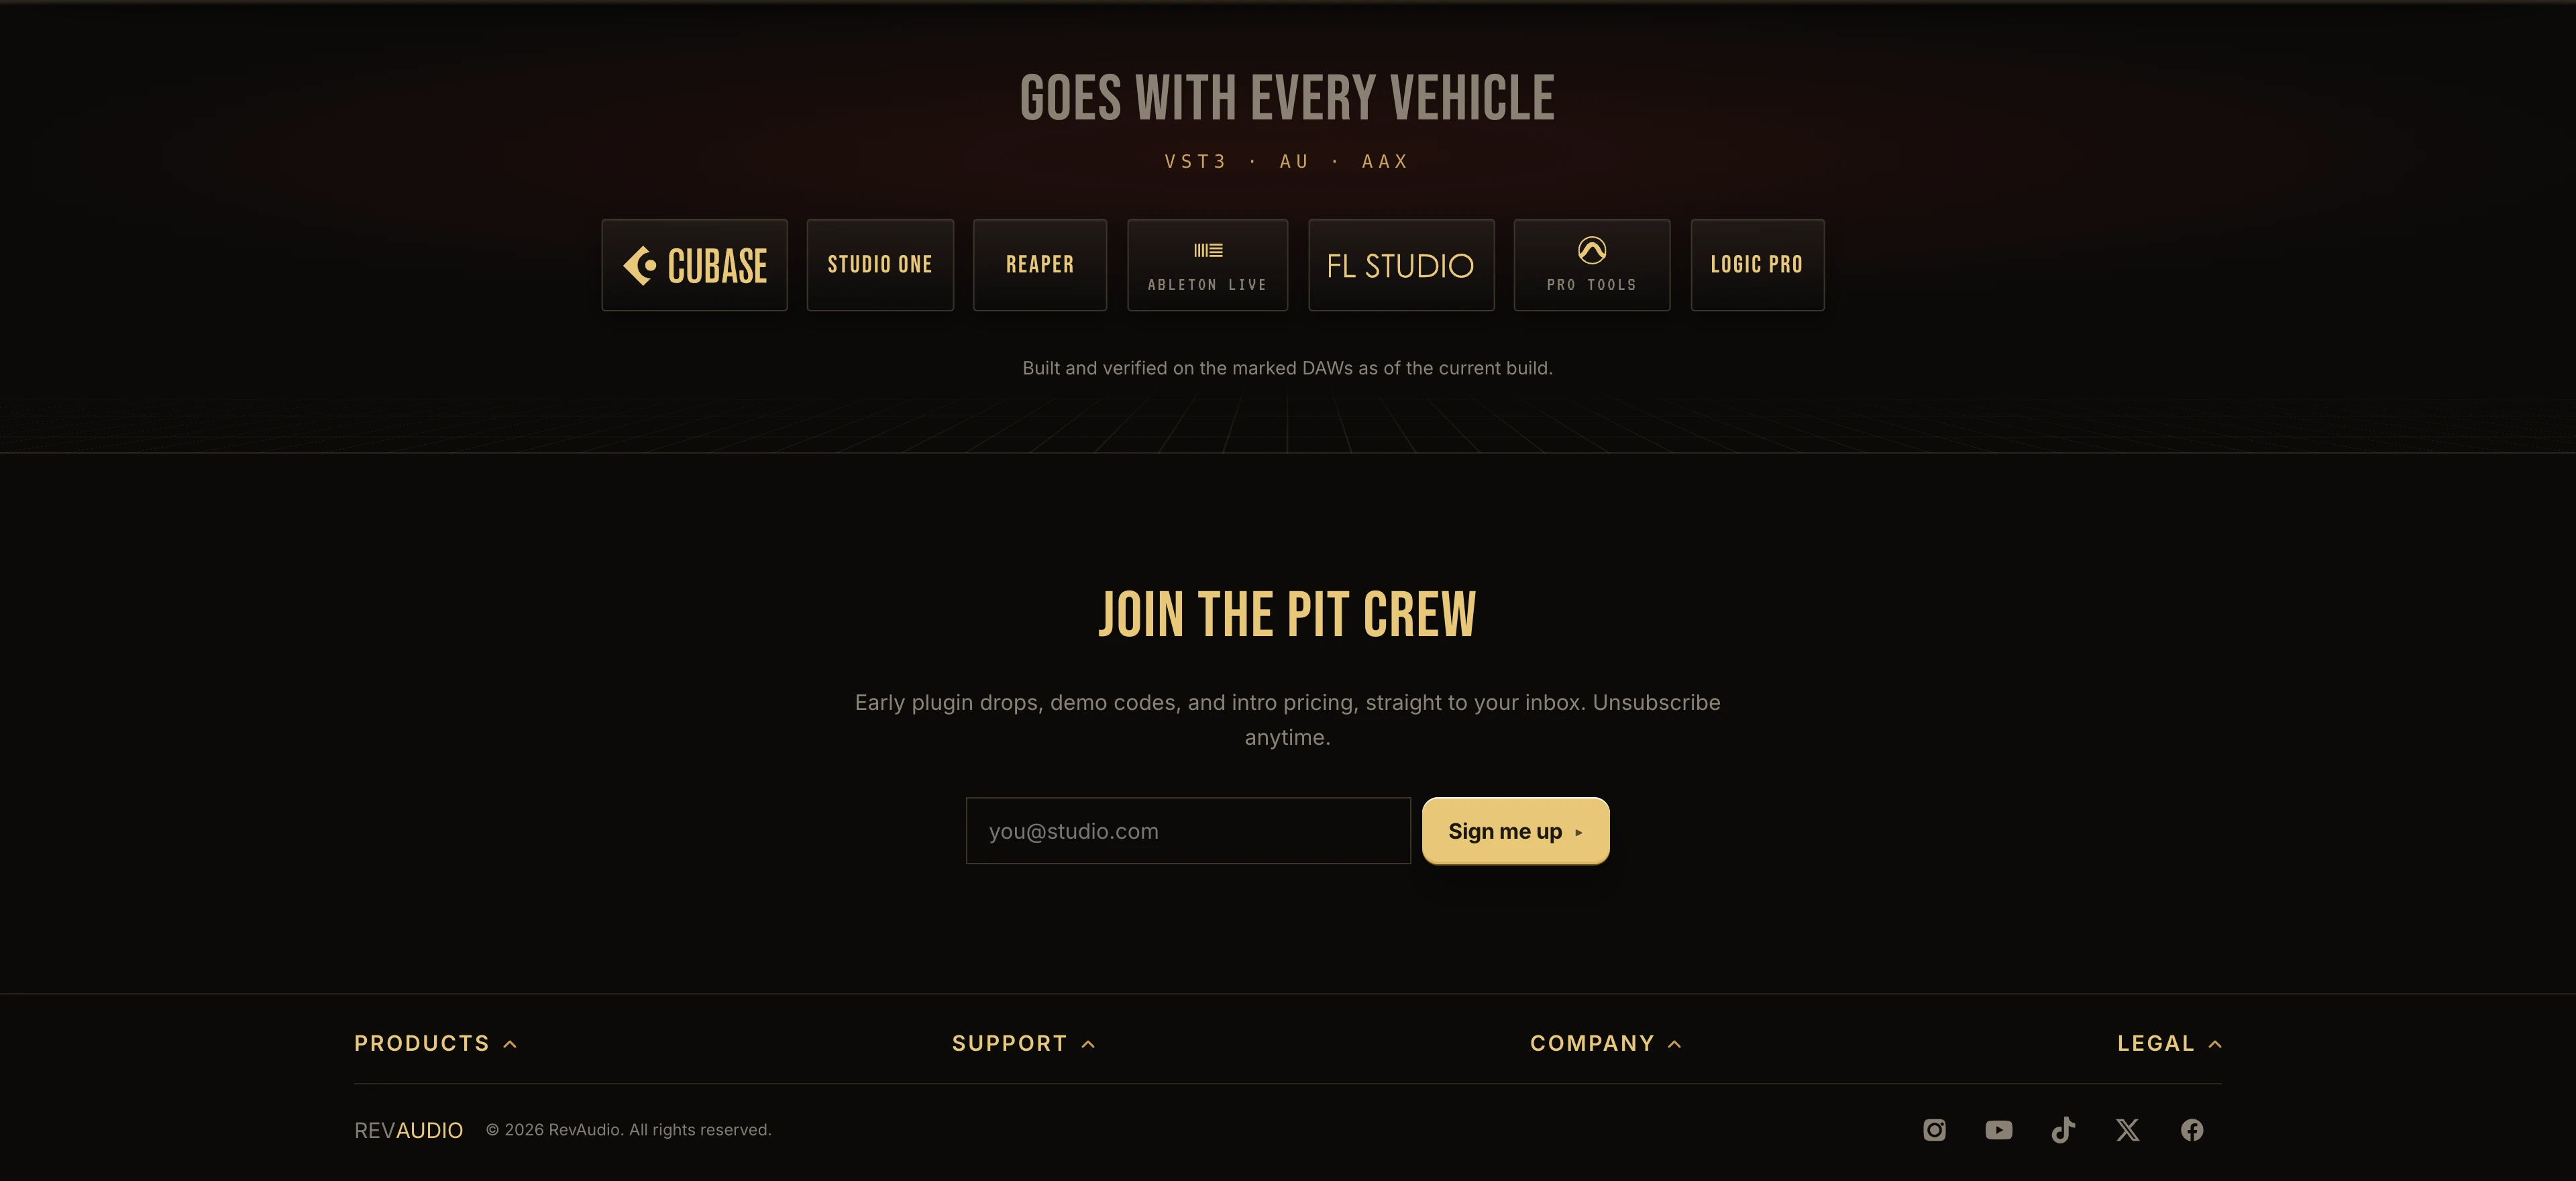 GOES WITH EVERY VEHICLE
VST3 · AU · AAX
CUBASE
STUDIO ONE
REAPER
ABLETON LIVE
FL STUDIO
PRO TOOLS
LOGIC PRO
Built and verified on the marked DAWs as of the current build.
JOIN THE PIT CREW
Early plugin drops, demo codes, and intro pricing, straight to your inbox. Unsubscribe
anytime.
you@studio.com
Sign me up
PRODUCTS
SUPPORT
COMPANY
LEGAL
REVAUDIO
© 2026 RevAudio. All rights reserved.